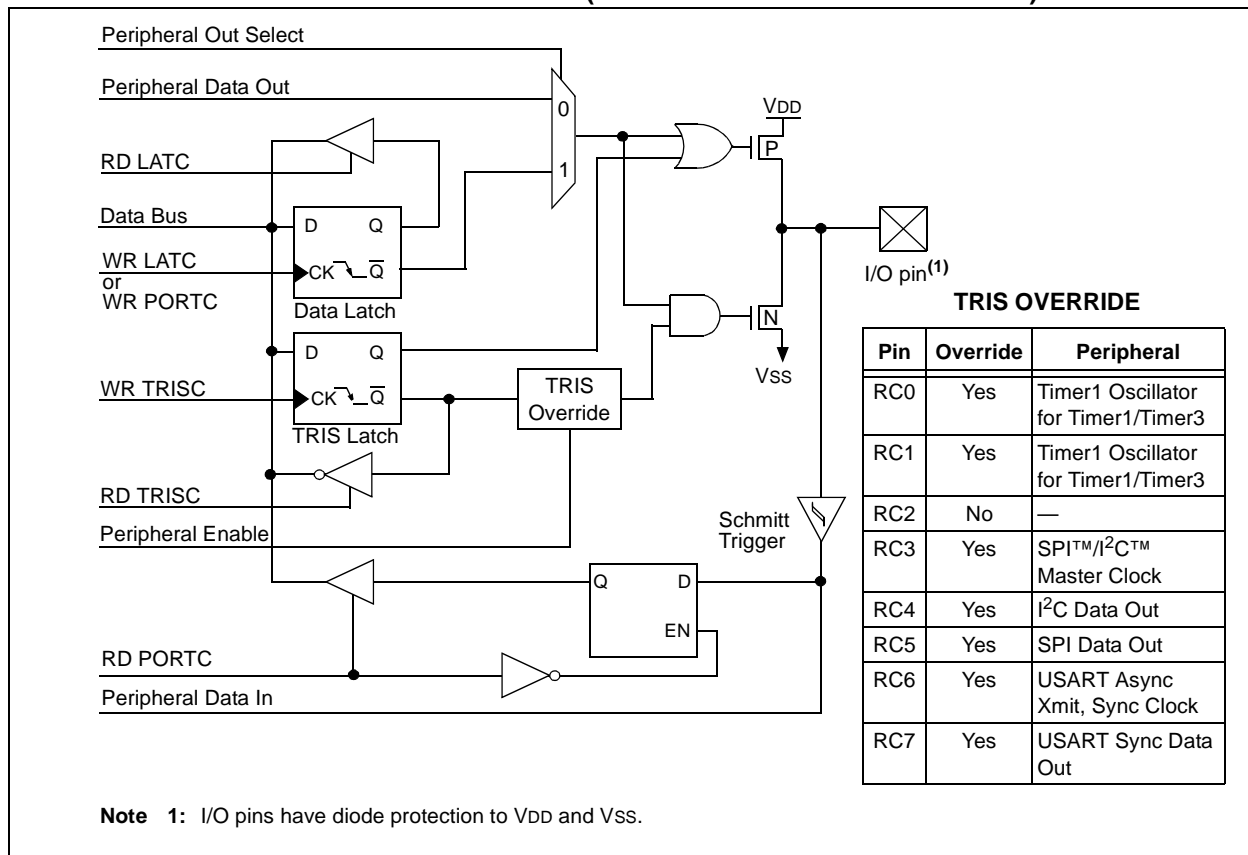 Peripheral Out Select
Peripheral Data Out
0
1
VDD
P
RD LATC
Data Bus
D Q
WR LATC
or
WR PORTC
CK Q̅
Data Latch
I/O pin(1)
N
VSS
D Q
WR TRISC
CK Q̅
TRIS Latch
TRIS
Override
RD TRISC
Peripheral Enable
Schmitt
Trigger
Q D
EN
RD PORTC
Peripheral Data In
TRIS OVERRIDE
Pin Override Peripheral
RC0 Yes Timer1 Oscillator
for Timer1/Timer3
RC1 Yes Timer1 Oscillator
for Timer1/Timer3
RC2 No —
RC3 Yes SPI™/I²C™
Master Clock
RC4 Yes I²C Data Out
RC5 Yes SPI Data Out
RC6 Yes USART Async
Xmit, Sync Clock
RC7 Yes USART Sync Data
Out
Note 1: I/O pins have diode protection to VDD and VSS.